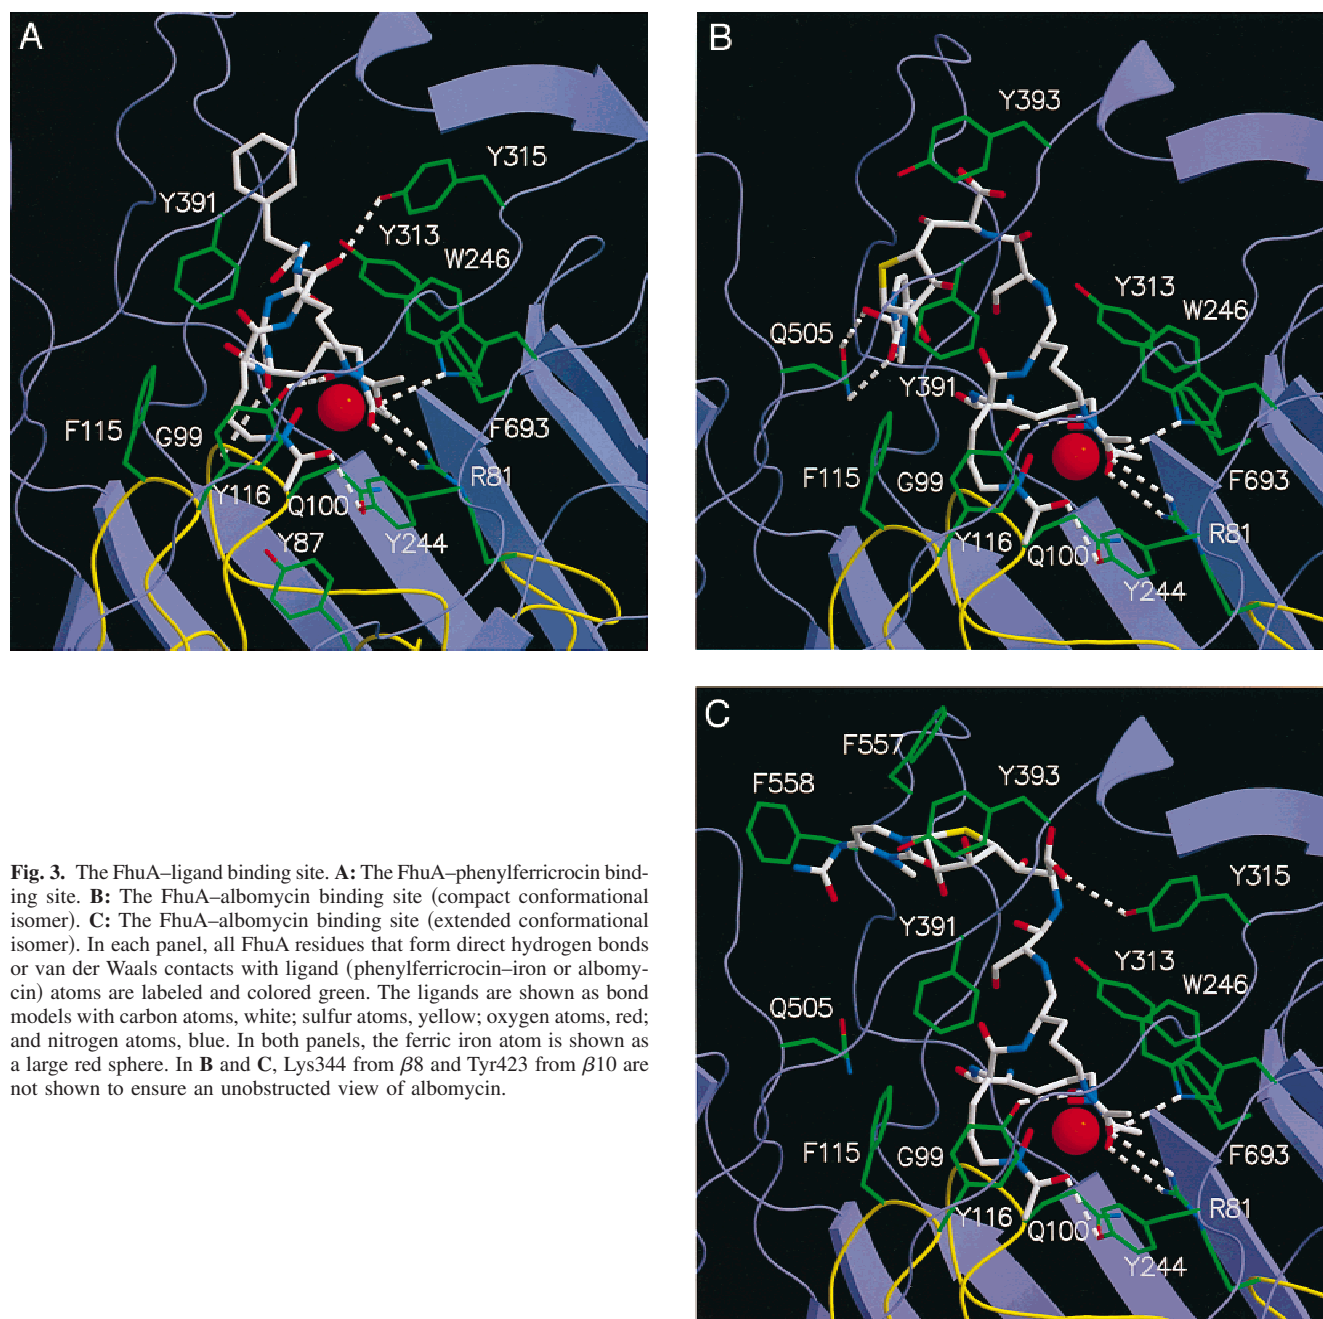 A
Y315
Y391
Y313
W246
F115
G99
F693
R81
Y116
Q100
Y87
Y244
B
Y393
Y313
Q505
W246
Y391
F115
G99
F693
Y116
Q100
R81
Y244
C
F557
Y393
F558
Y315
Y391
Y313
W246
Q505
F115
G99
F693
Y116
Q100
R81
Y244
Fig. 3. The FhuA–ligand binding site. A: The FhuA–phenylferricrocin bind-
ing site. B: The FhuA–albomycin binding site (compact conformational
isomer). C: The FhuA–albomycin binding site (extended conformational
isomer). In each panel, all FhuA residues that form direct hydrogen bonds
or van der Waals contacts with ligand (phenylferricrocin–iron or albomy-
cin) atoms are labeled and colored green. The ligands are shown as bond
models with carbon atoms, white; sulfur atoms, yellow; oxygen atoms, red;
and nitrogen atoms, blue. In both panels, the ferric iron atom is shown as
a large red sphere. In B and C, Lys344 from β8 and Tyr423 from β10 are
not shown to ensure an unobstructed view of albomycin.